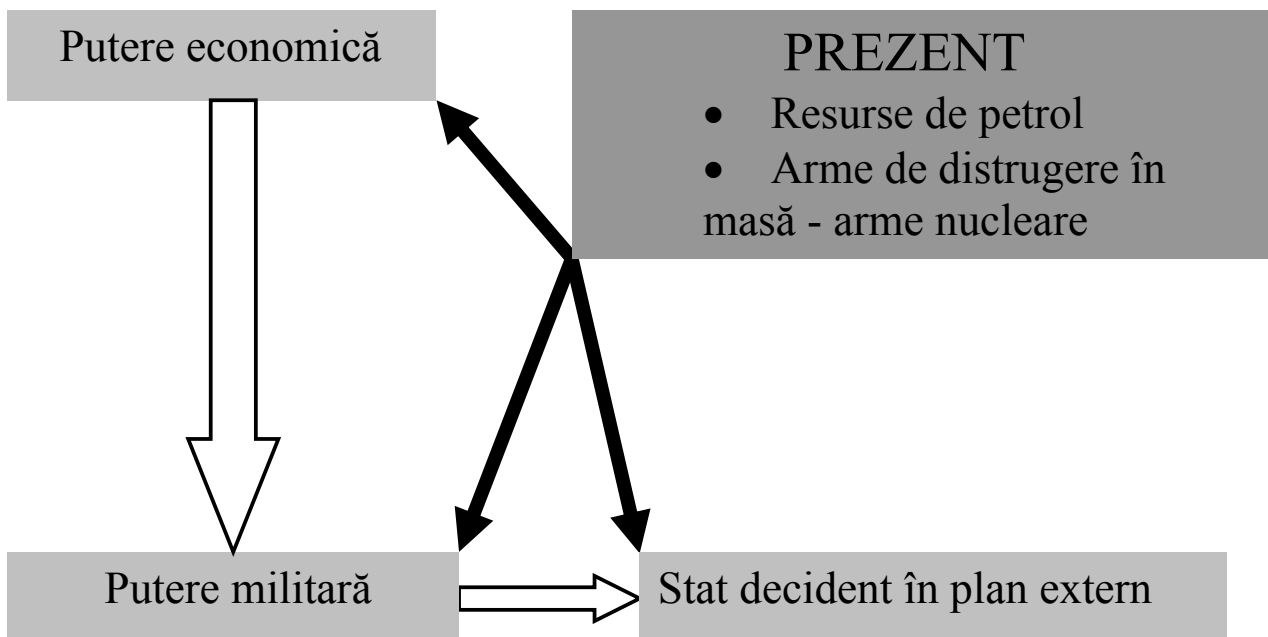 Putere economică
PREZENT
• Resurse de petrol
• Arme de distrugere în
masă - arme nucleare
Putere militară
Stat decident în plan extern